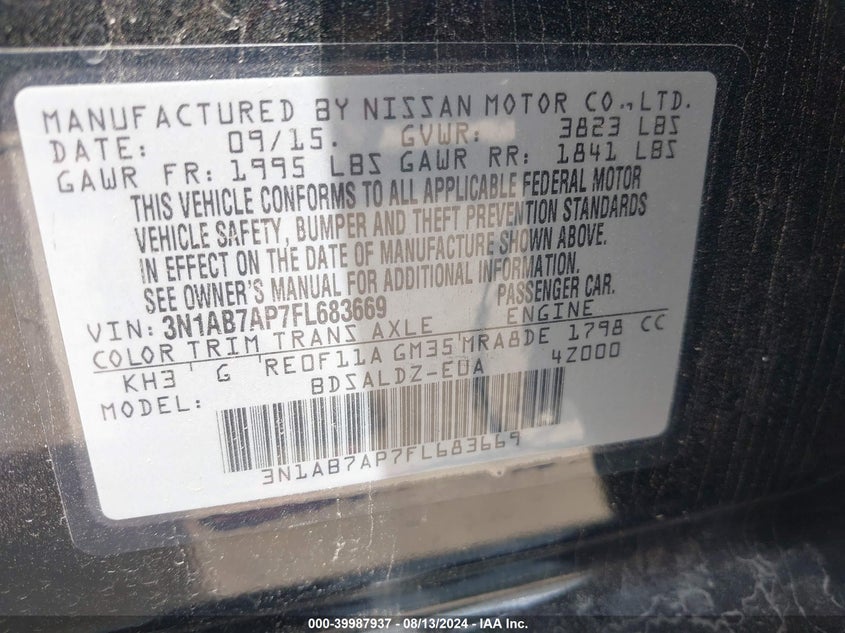 MANUFACTURED BY NISSAN MOTOR CO., LTD.
DATE: 09/15. GVWR: 3823 LBS
GAWR FR: 1995 LBS GAWR RR: 1841 LBS
THIS VEHICLE CONFORMS TO ALL APPLICABLE FEDERAL MOTOR
VEHICLE SAFETY, BUMPER AND THEFT PREVENTION STANDARDS
IN EFFECT ON THE DATE OF MANUFACTURE SHOWN ABOVE.
SEE OWNER'S MANUAL FOR ADDITIONAL INFORMATION.
VIN: 3N1AB7AP7FL683669 PASSENGER CAR.
COLOR TRIM TRANS AXLE ENGINE
KH3 G RE0F11A GM35 MRA8DE 1798 CC
MODEL: BDSALDZ-EUA 4Z000
3N1AB7AP7FL683669
000-39987937 - 08/13/2024 - IAA Inc.